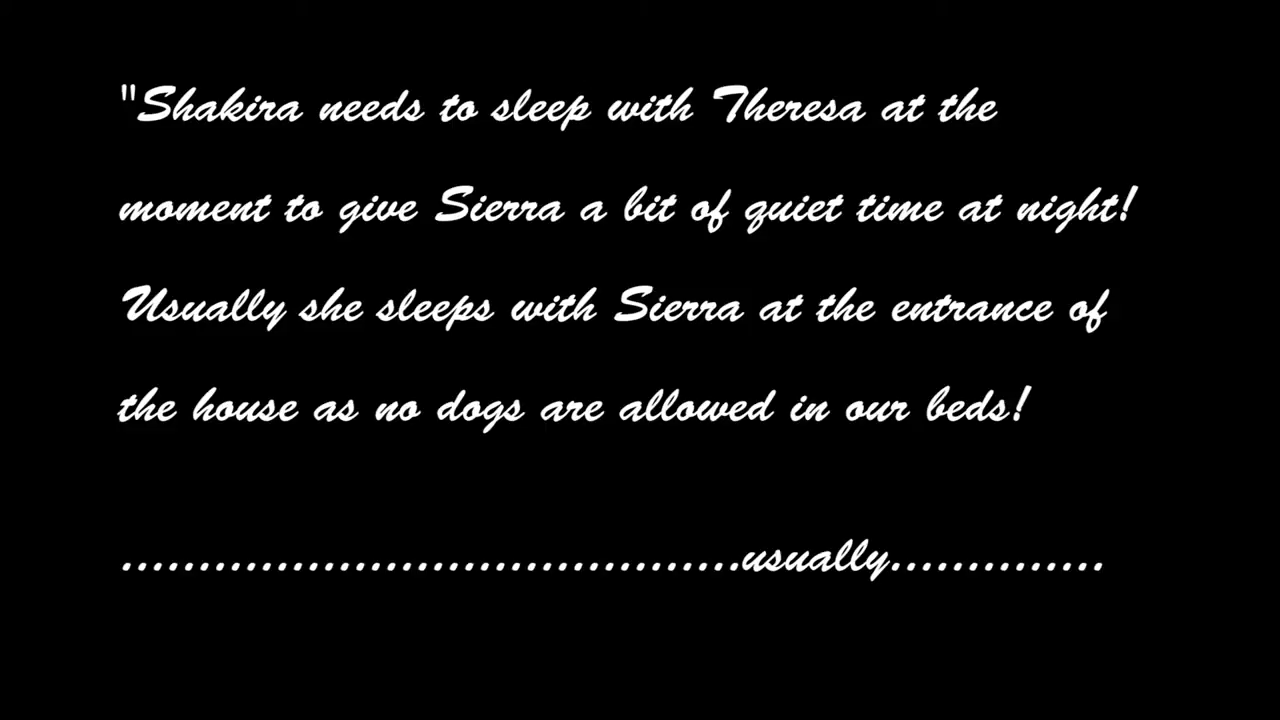 "Shakira needs to sleep with Theresa at the
moment to give Sierra a bit of quiet time at night!
Usually she sleeps with Sierra at the entrance of
the house as no dogs are allowed in our beds!
........................................usually..............